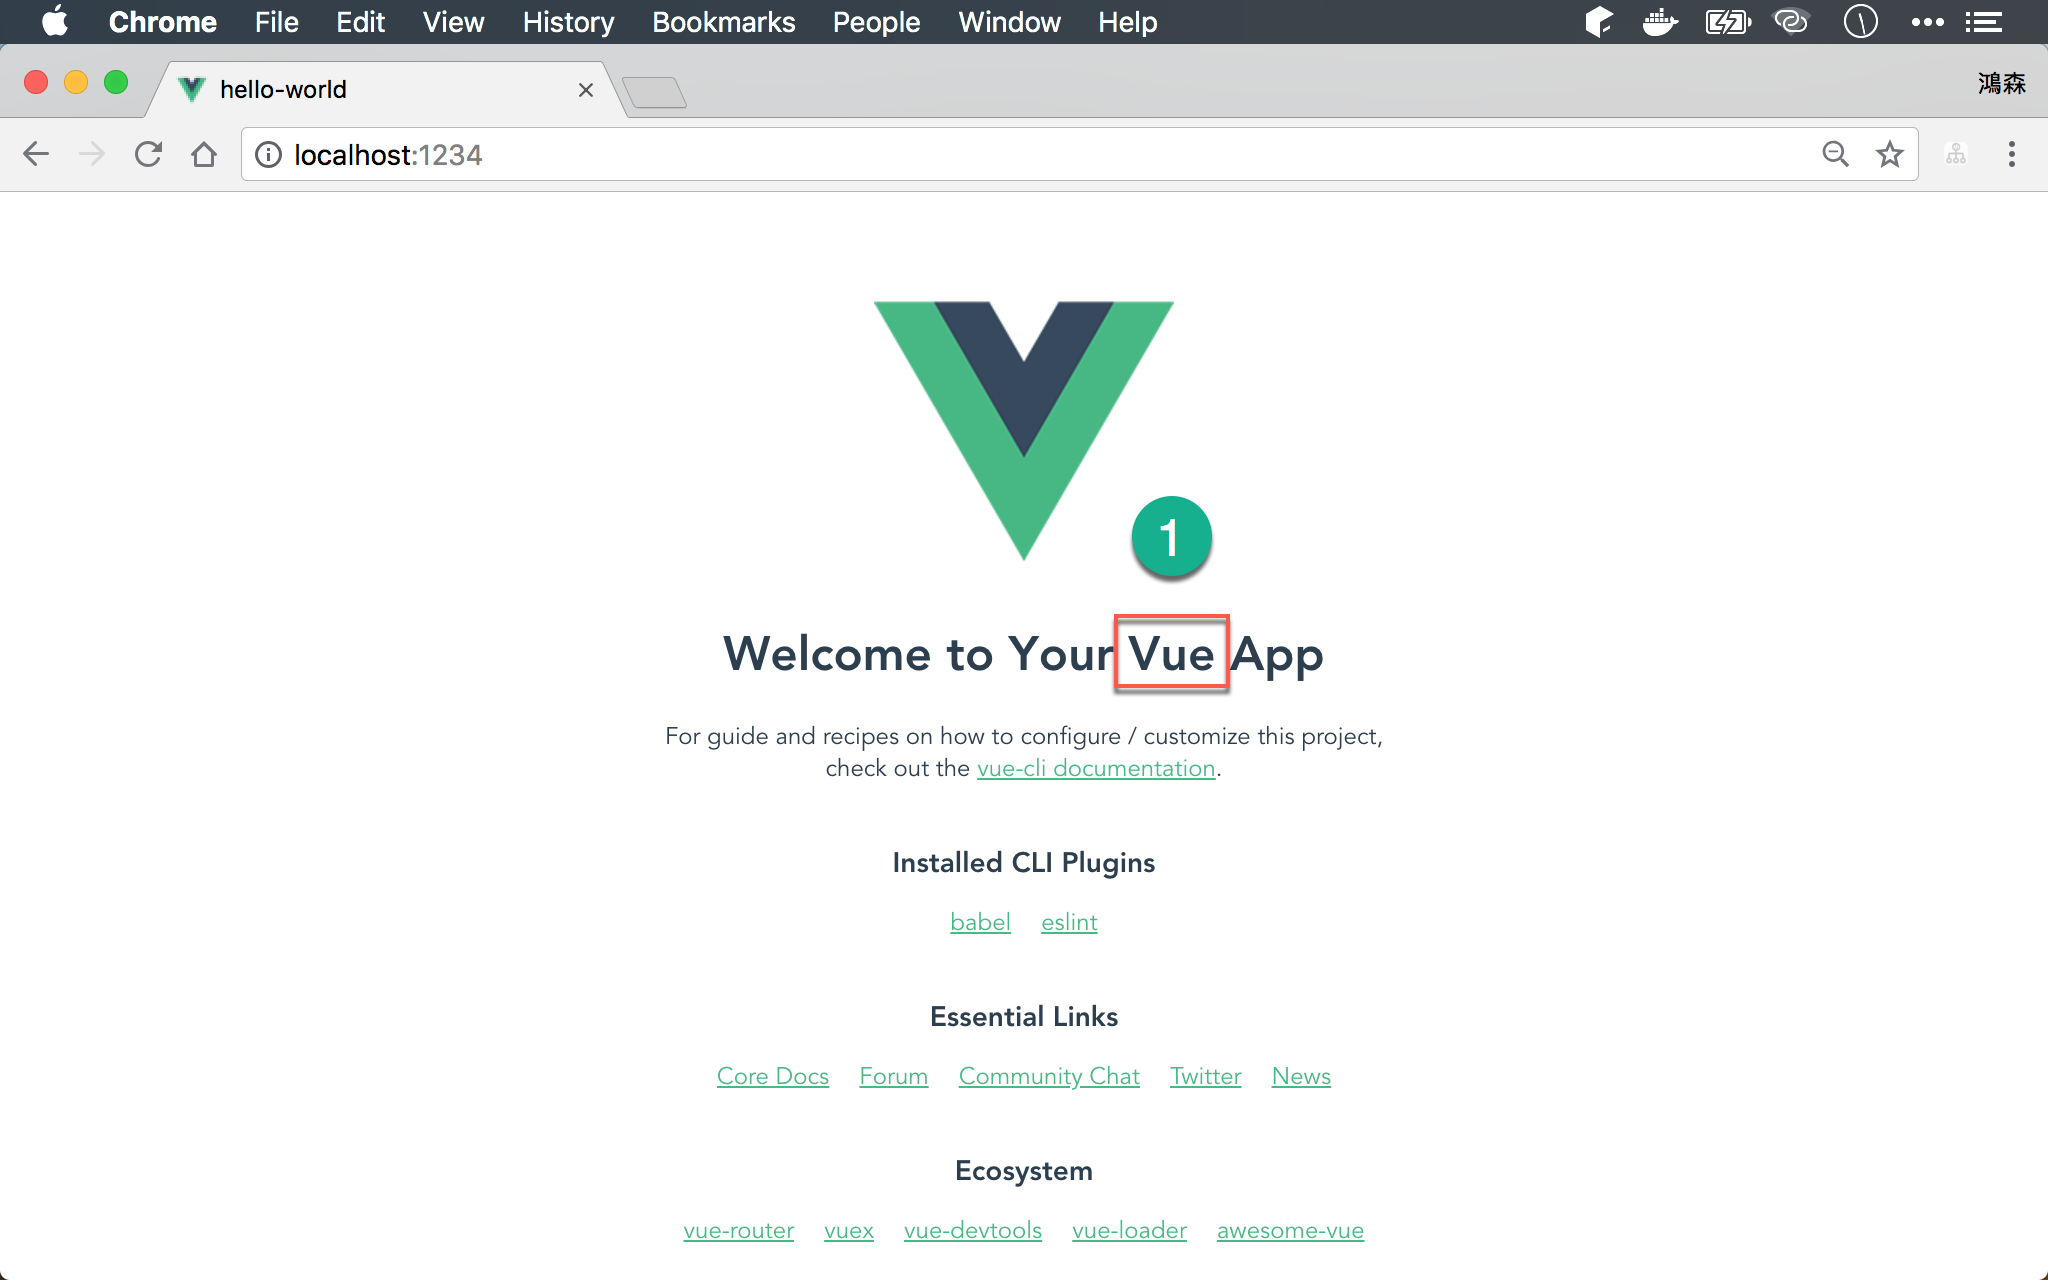 Chrome File Edit View History Bookmarks People Window Help
hello-world
鴻森
localhost:1234
1
Welcome to Your Vue App
For guide and recipes on how to configure / customize this project,
check out the vue-cli documentation.
Installed CLI Plugins
babel eslint
Essential Links
Core Docs Forum Community Chat Twitter News
Ecosystem
vue-router vuex vue-devtools vue-loader awesome-vue